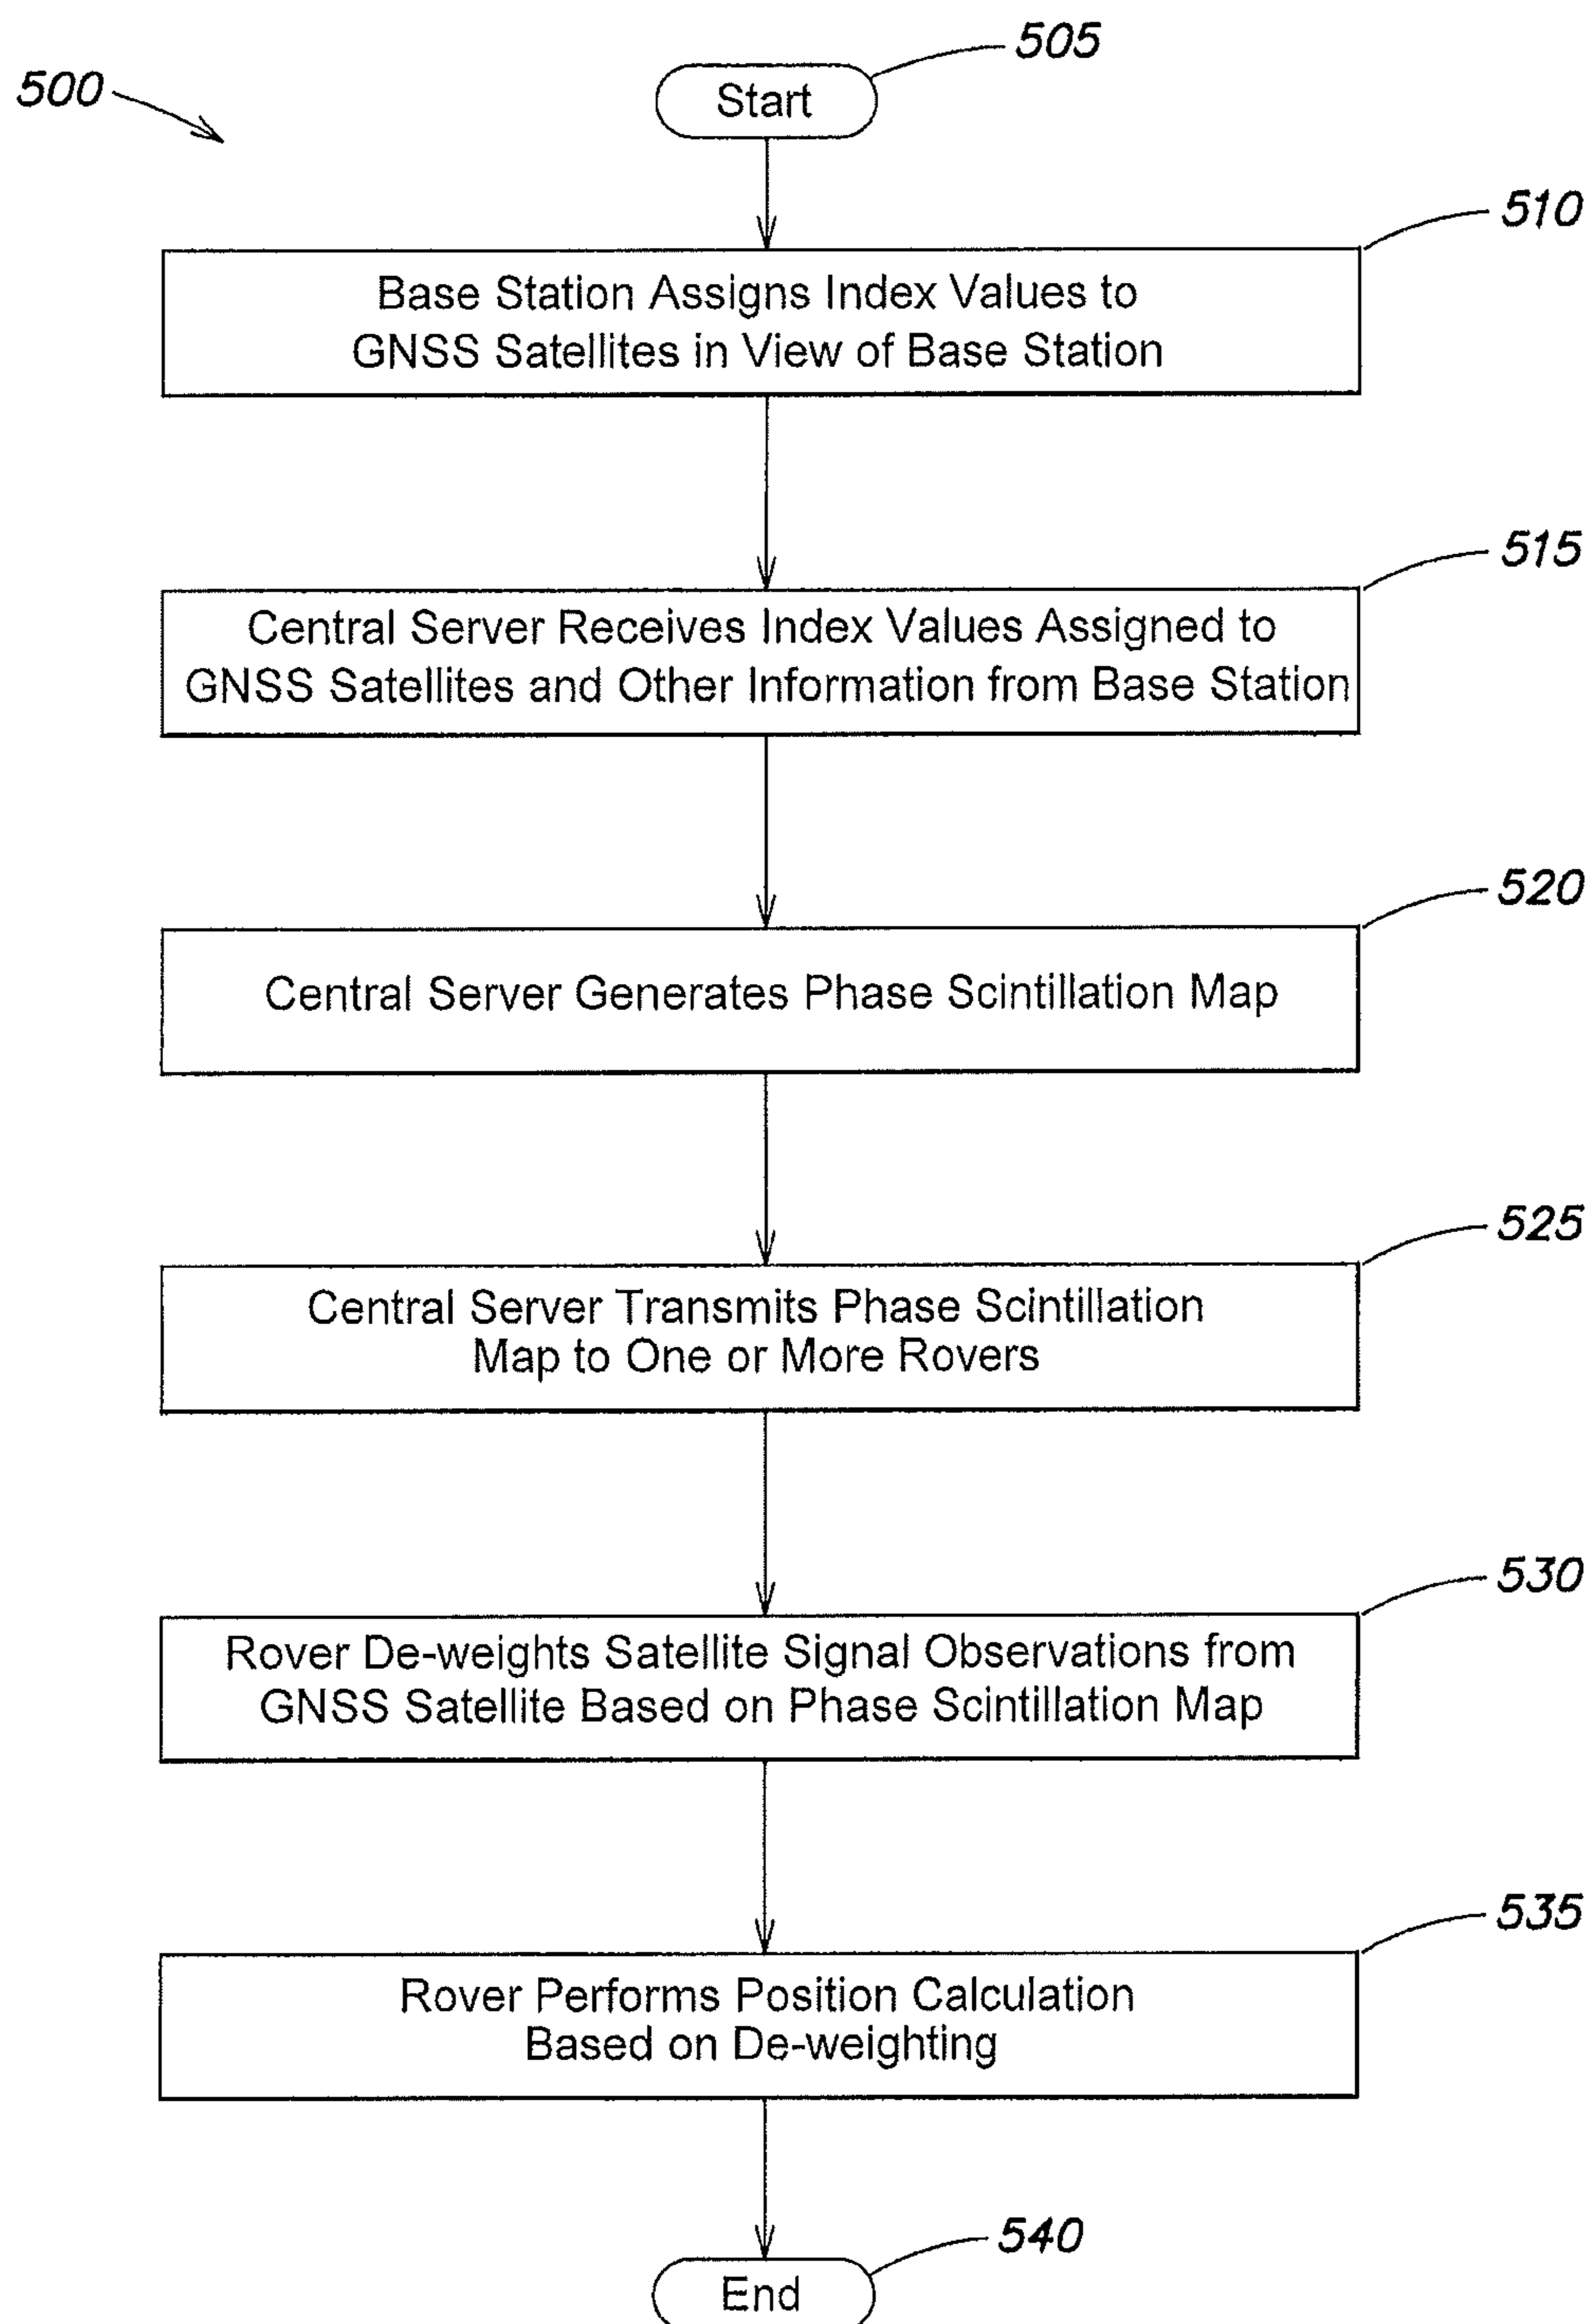 505
500
Start
510
Base Station Assigns Index Values to
GNSS Satellites in View of Base Station
515
Central Server Receives Index Values Assigned to
GNSS Satellites and Other Information from Base Station
520
Central Server Generates Phase Scintillation Map
525
Central Server Transmits Phase Scintillation
Map to One or More Rovers
530
Rover De-weights Satellite Signal Observations from
GNSS Satellite Based on Phase Scintillation Map
535
Rover Performs Position Calculation
Based on De-weighting
540
End